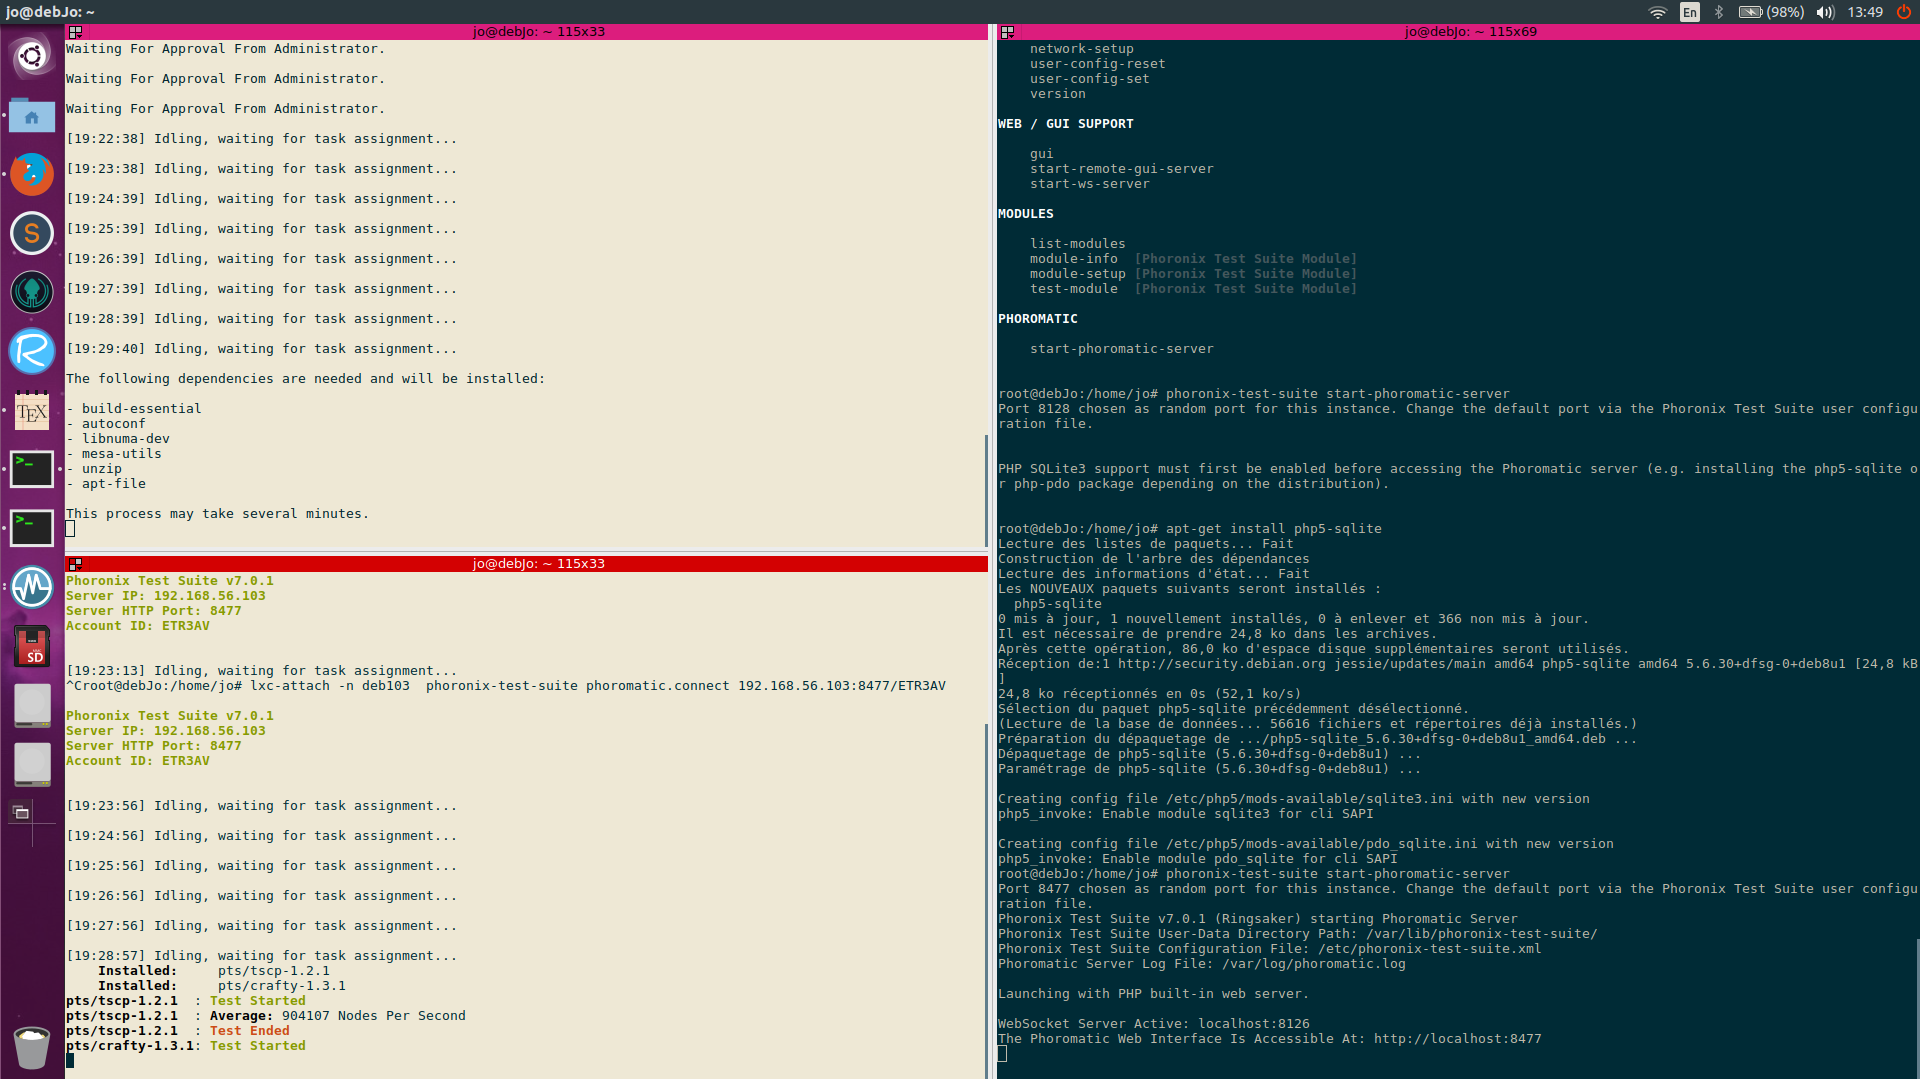 jo@debJo: ~
En
(98%)
13:49
S
R
TEX
>_
>_
SD
jo@debJo: ~ 115x33
Waiting For Approval From Administrator.
Waiting For Approval From Administrator.
Waiting For Approval From Administrator.
[19:22:38] Idling, waiting for task assignment...
[19:23:38] Idling, waiting for task assignment...
[19:24:39] Idling, waiting for task assignment...
[19:25:39] Idling, waiting for task assignment...
[19:26:39] Idling, waiting for task assignment...
[19:27:39] Idling, waiting for task assignment...
[19:28:39] Idling, waiting for task assignment...
[19:29:40] Idling, waiting for task assignment...
The following dependencies are needed and will be installed:
- build-essential
- autoconf
- libnuma-dev
- mesa-utils
- unzip
- apt-file
This process may take several minutes.
jo@debJo: ~ 115x33
Phoronix Test Suite v7.0.1
Server IP: 192.168.56.103
Server HTTP Port: 8477
Account ID: ETR3AV
[19:23:13] Idling, waiting for task assignment...
^Croot@debJo:/home/jo# lxc-attach -n deb103  phoronix-test-suite phoromatic.connect 192.168.56.103:8477/ETR3AV
Phoronix Test Suite v7.0.1
Server IP: 192.168.56.103
Server HTTP Port: 8477
Account ID: ETR3AV
[19:23:56] Idling, waiting for task assignment...
[19:24:56] Idling, waiting for task assignment...
[19:25:56] Idling, waiting for task assignment...
[19:26:56] Idling, waiting for task assignment...
[19:27:56] Idling, waiting for task assignment...
[19:28:57] Idling, waiting for task assignment...
Installed:     pts/tscp-1.2.1
Installed:     pts/crafty-1.3.1
pts/tscp-1.2.1  : Test Started
pts/tscp-1.2.1  : Average: 904107 Nodes Per Second
pts/tscp-1.2.1  : Test Ended
pts/crafty-1.3.1: Test Started
jo@debJo: ~ 115x69
network-setup
user-config-reset
user-config-set
version
WEB / GUI SUPPORT
gui
start-remote-gui-server
start-ws-server
MODULES
list-modules
module-info  [Phoronix Test Suite Module]
module-setup [Phoronix Test Suite Module]
test-module  [Phoronix Test Suite Module]
PHOROMATIC
start-phoromatic-server
root@debJo:/home/jo# phoronix-test-suite start-phoromatic-server
Port 8128 chosen as random port for this instance. Change the default port via the Phoronix Test Suite user configu
ration file.
PHP SQLite3 support must first be enabled before accessing the Phoromatic server (e.g. installing the php5-sqlite o
r php-pdo package depending on the distribution).
root@debJo:/home/jo# apt-get install php5-sqlite
Lecture des listes de paquets... Fait
Construction de l'arbre des dépendances
Lecture des informations d'état... Fait
Les NOUVEAUX paquets suivants seront installés :
php5-sqlite
0 mis à jour, 1 nouvellement installés, 0 à enlever et 366 non mis à jour.
Il est nécessaire de prendre 24,8 ko dans les archives.
Après cette opération, 86,0 ko d'espace disque supplémentaires seront utilisés.
Réception de:1 http://security.debian.org jessie/updates/main amd64 php5-sqlite amd64 5.6.30+dfsg-0+deb8u1 [24,8 kB
]
24,8 ko réceptionnés en 0s (52,1 ko/s)
Sélection du paquet php5-sqlite précédemment désélectionné.
(Lecture de la base de données... 56616 fichiers et répertoires déjà installés.)
Préparation du dépaquetage de .../php5-sqlite_5.6.30+dfsg-0+deb8u1_amd64.deb ...
Dépaquetage de php5-sqlite (5.6.30+dfsg-0+deb8u1) ...
Paramétrage de php5-sqlite (5.6.30+dfsg-0+deb8u1) ...
Creating config file /etc/php5/mods-available/sqlite3.ini with new version
php5_invoke: Enable module sqlite3 for cli SAPI
Creating config file /etc/php5/mods-available/pdo_sqlite.ini with new version
php5_invoke: Enable module pdo_sqlite for cli SAPI
root@debJo:/home/jo# phoronix-test-suite start-phoromatic-server
Port 8477 chosen as random port for this instance. Change the default port via the Phoronix Test Suite user configu
ration file.
Phoronix Test Suite v7.0.1 (Ringsaker) starting Phoromatic Server
Phoronix Test Suite User-Data Directory Path: /var/lib/phoronix-test-suite/
Phoronix Test Suite Configuration File: /etc/phoronix-test-suite.xml
Phoromatic Server Log File: /var/log/phoromatic.log
Launching with PHP built-in web server.
WebSocket Server Active: localhost:8126
The Phoromatic Web Interface Is Accessible At: http://localhost:8477